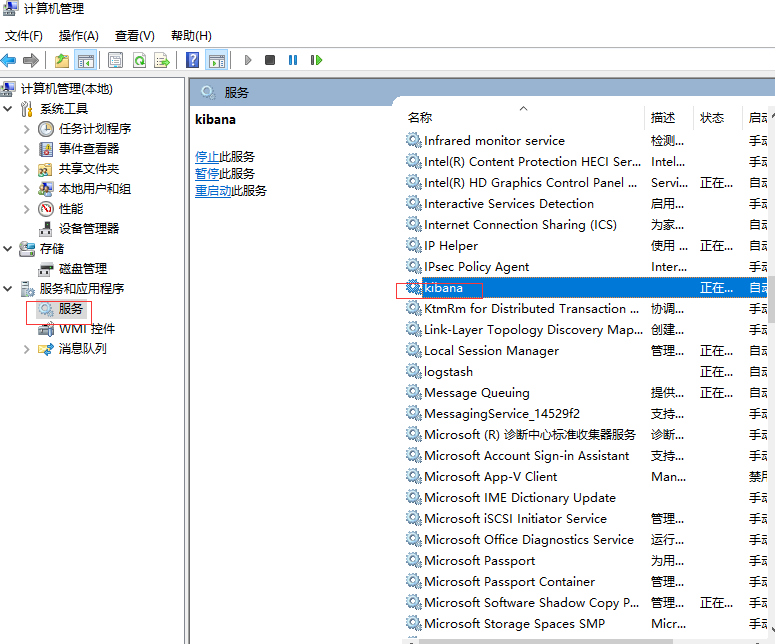 计算机管理
文件(F) 操作(A) 查看(V) 帮助(H)
计算机管理(本地)
系统工具
任务计划程序
事件查看器
共享文件夹
本地用户和组
性能
设备管理器
存储
磁盘管理
服务和应用程序
服务
WMI 控件
消息队列
服务
kibana
停止此服务
暂停此服务
重启动此服务
名称 描述 状态 启动
Infrared monitor service 检测... 手动
Intel(R) Content Protection HECI Ser... Intel... 手动
Intel(R) HD Graphics Control Panel ... Servi... 正在... 自动
Interactive Services Detection 启用... 手动
Internet Connection Sharing (ICS) 为家... 手动
IP Helper 使用 ... 正在... 自动
IPsec Policy Agent Inter... 手动
kibana 正在... 自动
KtmRm for Distributed Transaction ... 协调... 手动
Link-Layer Topology Discovery Map... 创建... 手动
Local Session Manager 管理... 正在... 自动
logstash 正在... 自动
Message Queuing 提供... 正在... 自动
MessagingService_14529f2 支持... 手动
Microsoft (R) 诊断中心标准收集器服务 诊断... 手动
Microsoft Account Sign-in Assistant 支持... 手动
Microsoft App-V Client Man... 禁用
Microsoft IME Dictionary Update 手动
Microsoft iSCSI Initiator Service 管理... 手动
Microsoft Office Diagnostics Service 运行... 手动
Microsoft Passport 为用... 手动
Microsoft Passport Container 管理... 手动
Microsoft Software Shadow Copy P... 管理... 正在... 手动
Microsoft Storage Spaces SMP Micr... 手动